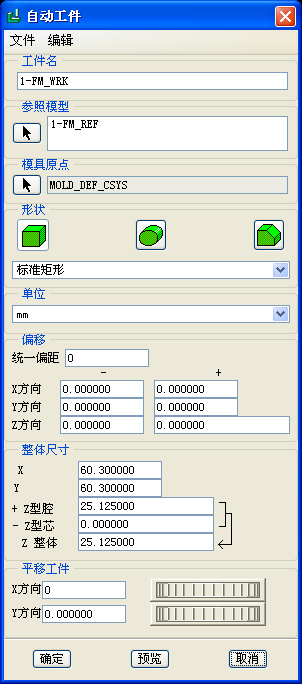 自动工件
文件 编辑
工件名
1-FM_WRK
参照模型
1-FM_REF
模具原点
MOLD_DEF_CSYS
形状
标准矩形
单位
mm
偏移
统一偏距 0
- +
X方向 0.000000 0.000000
Y方向 0.000000 0.000000
Z方向 0.000000 0.000000
整体尺寸
X 60.300000
Y 60.300000
+ Z型腔 25.125000
- Z型芯 0.000000
Z 整体 25.125000
平移工件
X方向 0
Y方向 0.000000
确定 预览 取消